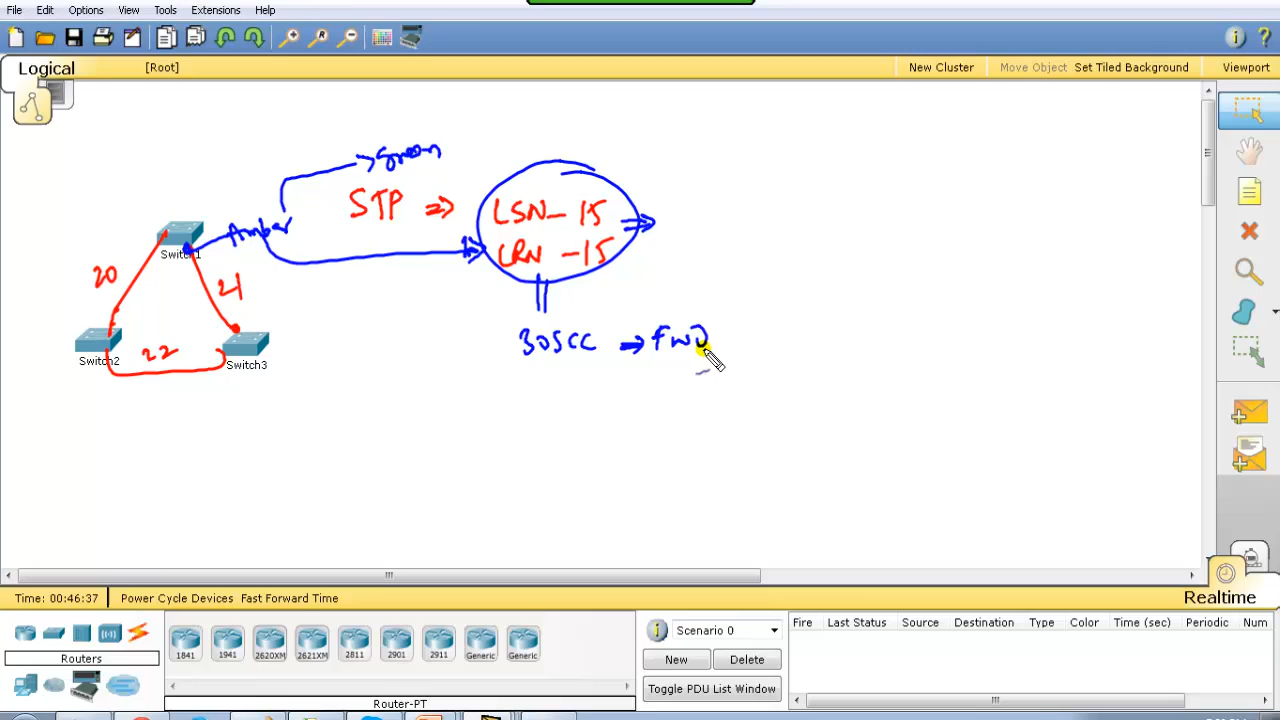 File Edit Options View Tools Extensions Help
Logical
[Root]
New Cluster
Move Object
Set Tiled Background
Viewport
Green
STP ⇒
LSN - 15
LRN - 15
Amber
Switch1
20
21
22
Switch2
Switch3
30SEC → FWD
Time: 00:46:37
Power Cycle Devices Fast Forward Time
Realtime
Routers
1841
1941
2620XM
2621XM
2811
2901
2911
Generic
Generic
Router-PT
Scenario 0
New
Delete
Toggle PDU List Window
Fire
Last Status
Source
Destination
Type
Color
Time (sec)
Periodic
Num